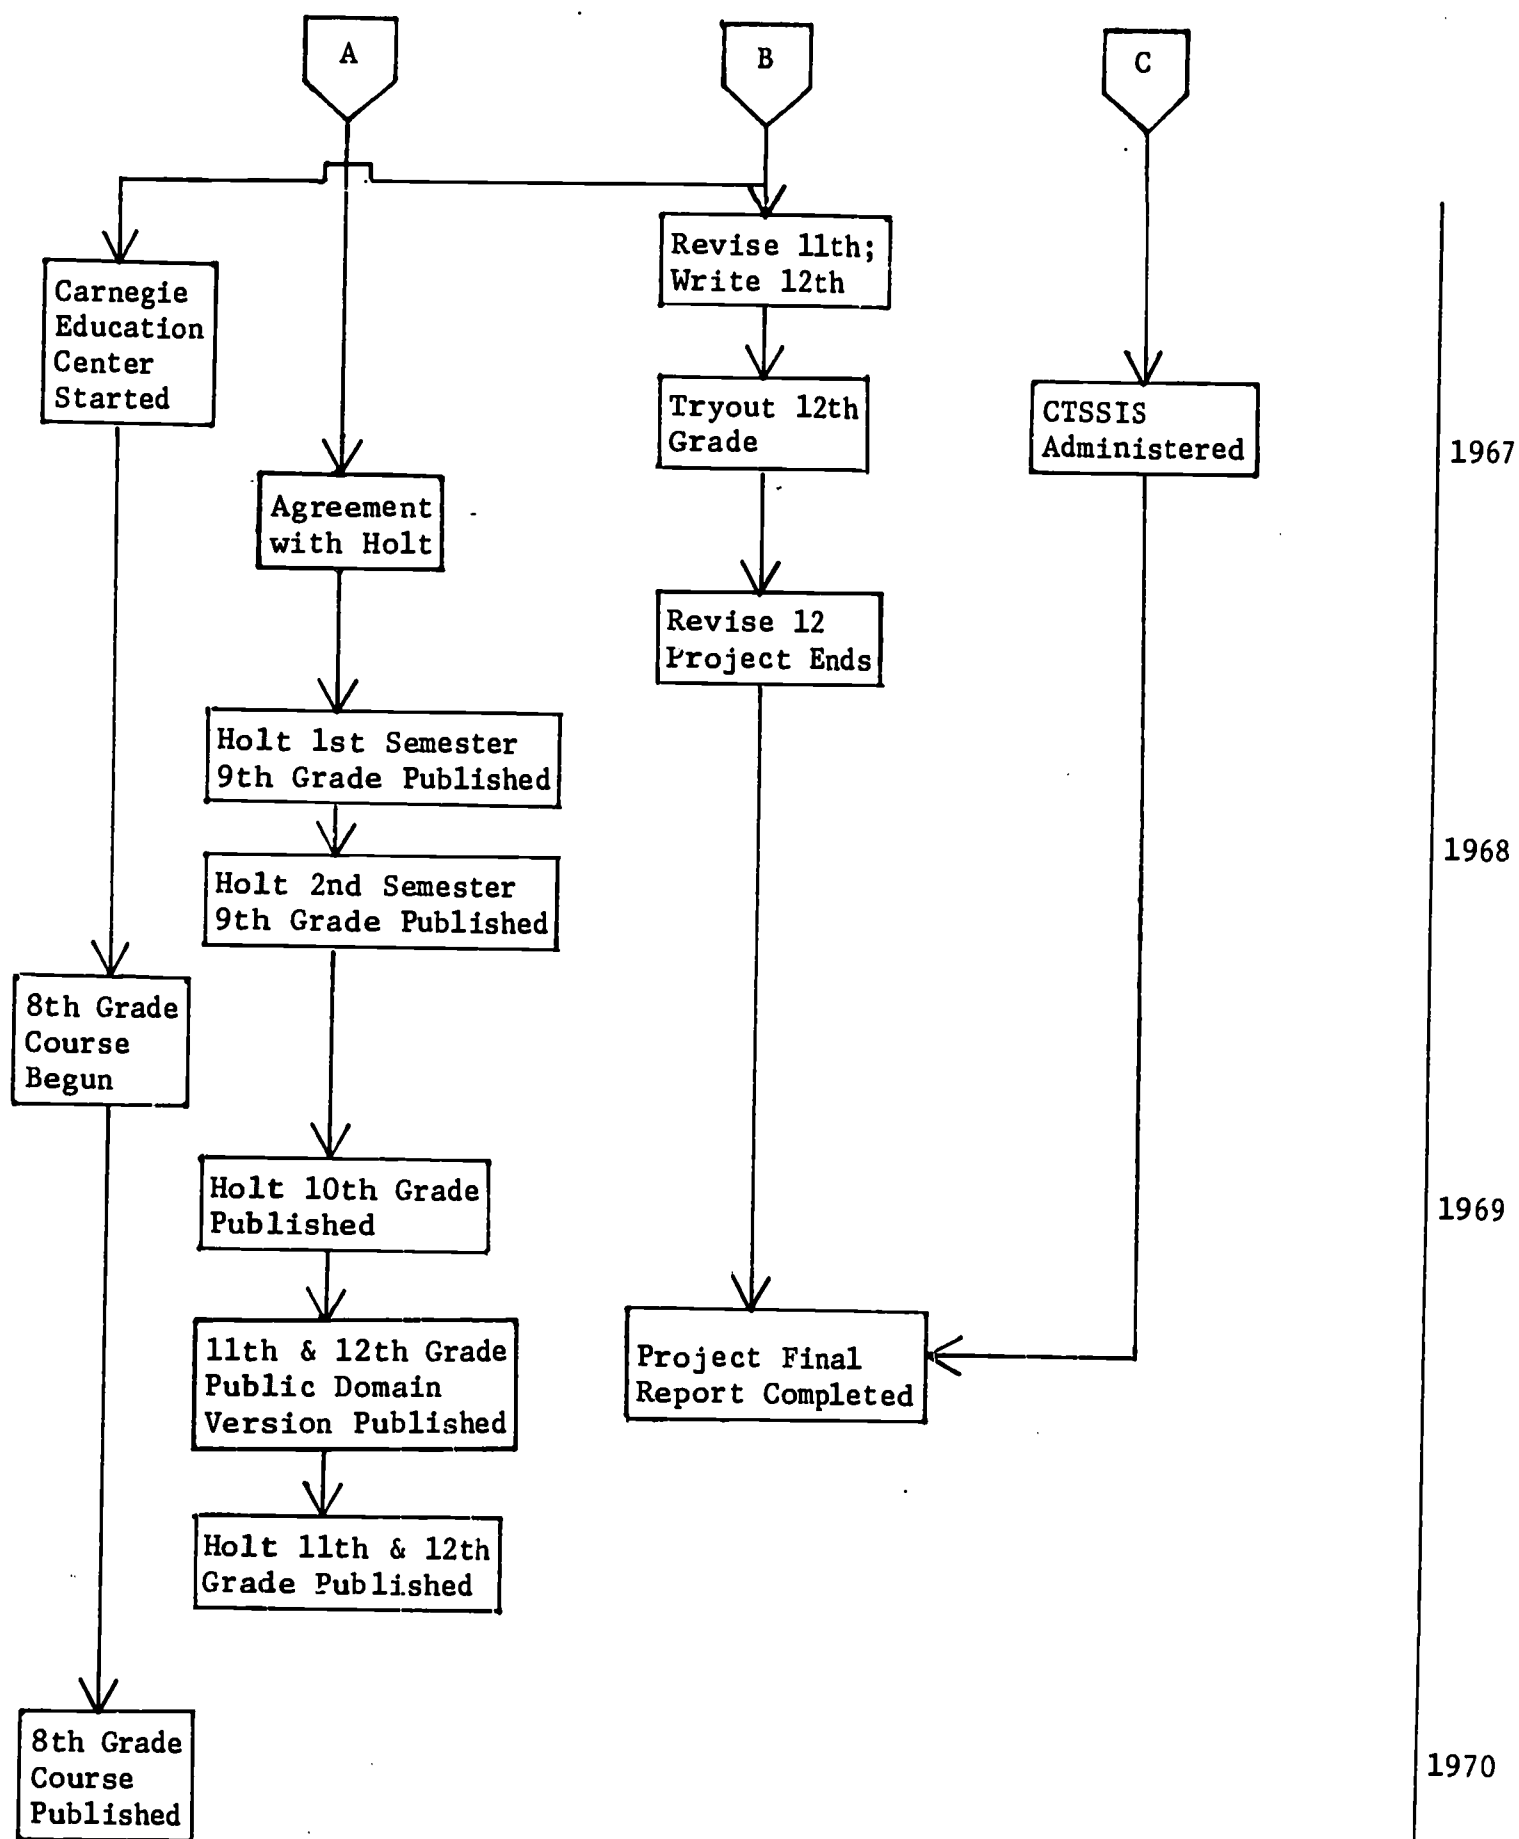 A
B
C
Carnegie
Education
Center
Started
Revise 11th;
Write 12th
Tryout 12th
Grade
CTSSIS
Administered
1967
Agreement
with Holt
Revise 12
Project Ends
Holt 1st Semester
9th Grade Published
1968
Holt 2nd Semester
9th Grade Published
8th Grade
Course
Begun
Holt 10th Grade
Published
1969
11th & 12th Grade
Public Domain
Version Published
Project Final
Report Completed
Holt 11th & 12th
Grade Published
8th Grade
Course
Published
1970